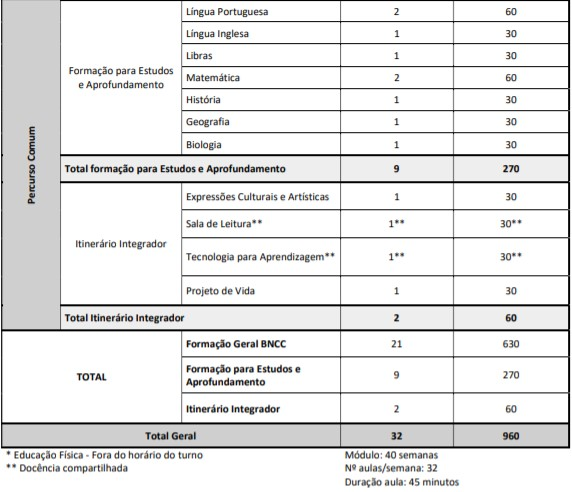 Percurso Comum
Formação para Estudos
e Aprofundamento
Língua Portuguesa 2 60
Língua Inglesa 1 30
Libras 1 30
Matemática 2 60
História 1 30
Geografia 1 30
Biologia 1 30
Total formação para Estudos e Aprofundamento 9 270
Itinerário Integrador
Expressões Culturais e Artísticas 1 30
Sala de Leitura** 1** 30**
Tecnologia para Aprendizagem** 1** 30**
Projeto de Vida 1 30
Total Itinerário Integrador 2 60
TOTAL
Formação Geral BNCC 21 630
Formação para Estudos e
Aprofundamento 9 270
Itinerário Integrador 2 60
Total Geral 32 960
* Educação Física - Fora do horário do turno Módulo: 40 semanas
** Docência compartilhada Nº aulas/semana: 32
Duração aula: 45 minutos